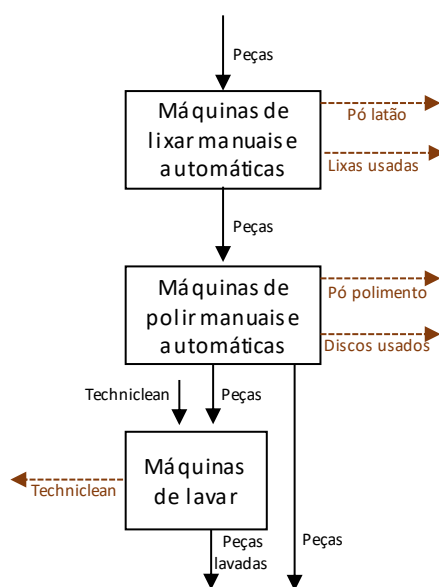 Peças
Máquinas de
lixar manuais e
automáticas
Pó latão
Lixas usadas
Peças
Máquinas de
polir manuais e
automáticas
Pó polimento
Discos usados
Techniclean
Peças
Máquinas
de lavar
Techniclean
Peças
lavadas
Peças